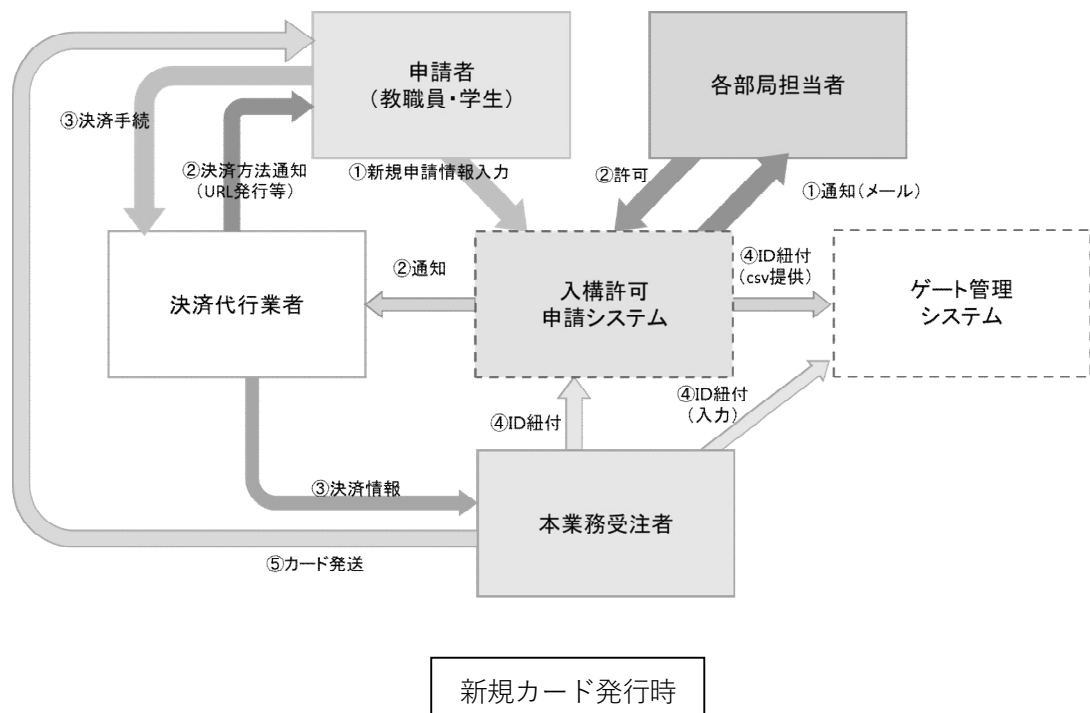 申請者
（教職員・学生）
各部局担当者
③決済手続
②決済方法通知
（URL発行等）
①新規申請情報入力
②許可
①通知（メール）
決済代行業者
②通知
入構許可
申請システム
④ID紐付
（csv提供）
ゲート管理
システム
④ID紐付
④ID紐付
（入力）
③決済情報
本業務受注者
⑤カード発送
新規カード発行時